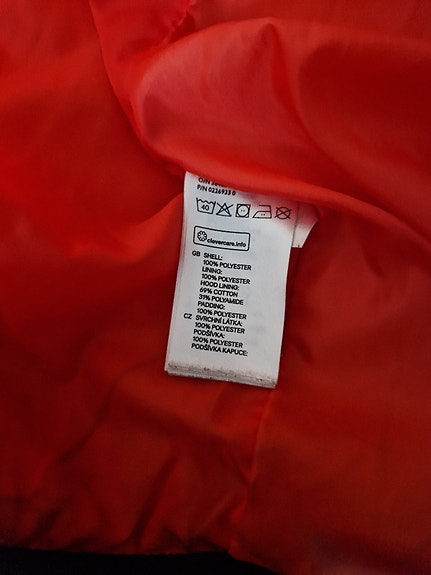 O/N
P/N 0226933 0
40
clevercare.info
GB SHELL:
100% POLYESTER
LINING:
100% POLYESTER
HOOD LINING:
69% COTTON
31% POLYAMIDE
PADDING:
100% POLYESTER
CZ SVRCHNÍ LÁTKA:
100% POLYESTER
PODŠÍVKA:
100% POLYESTER
PODŠÍVKA KAPUCE: